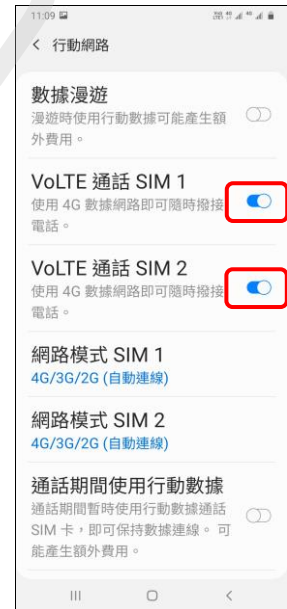 11:09
行動網路
數據漫遊
漫遊時使用行動數據可能產生額
外費用。
VoLTE 通話 SIM 1
使用 4G 數據網路即可隨時撥接
電話。
VoLTE 通話 SIM 2
使用 4G 數據網路即可隨時撥接
電話。
網路模式 SIM 1
4G/3G/2G (自動連線)
網路模式 SIM 2
4G/3G/2G (自動連線)
通話期間使用行動數據
通話期間暫時使用行動數據通話
SIM 卡，即可保持數據連線。 可
能產生額外費用。